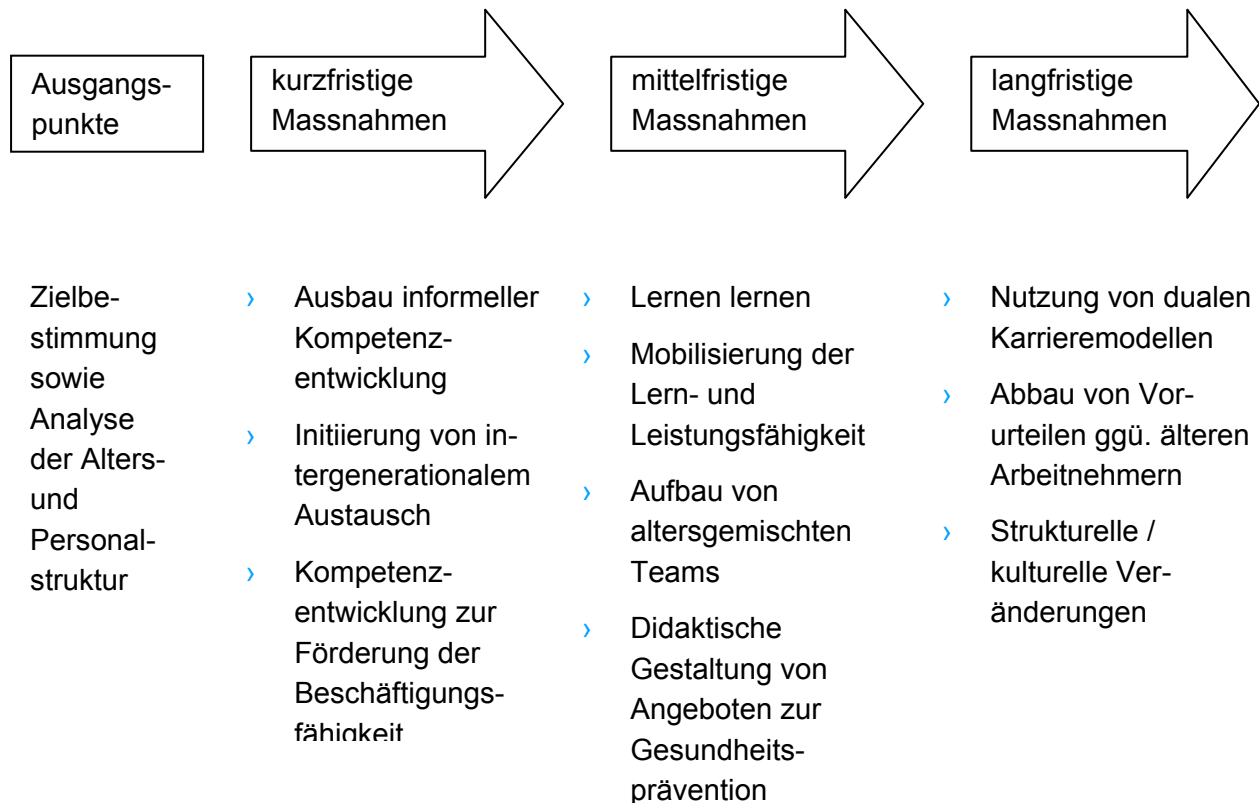 Ausgangs-
punkte
kurzfristige
Massnahmen
mittelfristige
Massnahmen
langfristige
Massnahmen
Zielbe-
stimmung
sowie
Analyse
der Alters-
und
Personal-
struktur
› Ausbau informeller
Kompetenz-
entwicklung
› Initiierung von in-
tergenerationalem
Austausch
› Kompetenz-
entwicklung zur
Förderung der
Beschäftigungs-
fähigkeit
› Lernen lernen
› Mobilisierung der
Lern- und
Leistungsfähigkeit
› Aufbau von
altersgemischten
Teams
› Didaktische
Gestaltung von
Angeboten zur
Gesundheits-
prävention
› Nutzung von dualen
Karrieremodellen
› Abbau von Vor-
urteilen ggü. älteren
Arbeitnehmern
› Strukturelle /
kulturelle Ver-
änderungen